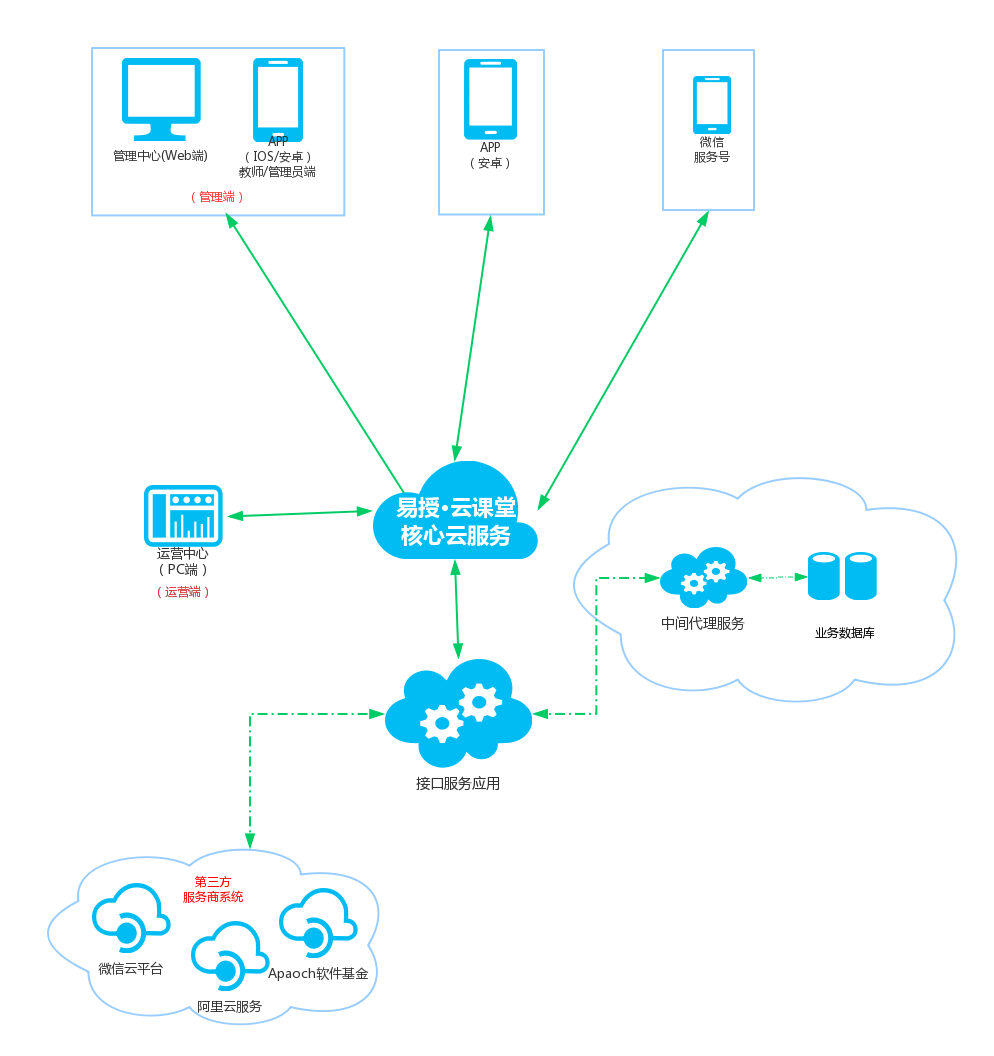 管理中心(Web端)
APP
（IOS/安卓）
教师/管理员端
（管理端）
APP
（安卓）
微信
服务号
易授·云课堂
核心云服务
运营中心
（PC端）
（运营端）
中间代理服务
业务数据库
接口服务应用
第三方
服务商系统
微信云平台
阿里云服务
Apaoch软件基金